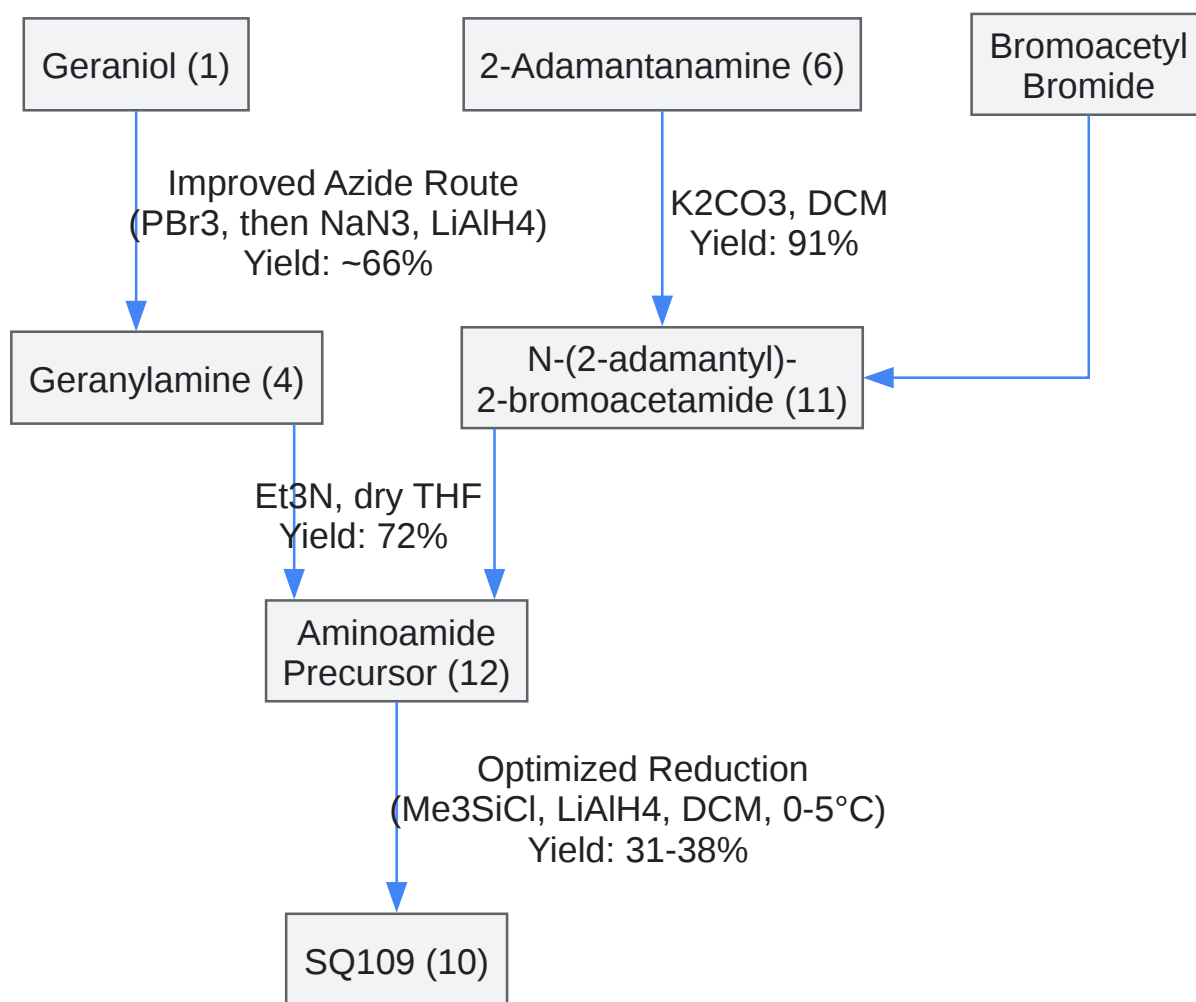 Geraniol (1)
2-Adamantanamine (6)
Bromoacetyl
Bromide
Improved Azide Route
(PBr3, then NaN3, LiAlH4)
Yield: ~66%
K2CO3, DCM
Yield: 91%
Geranylamine (4)
N-(2-adamantyl)-
2-bromoacetamide (11)
Et3N, dry THF
Yield: 72%
Aminoamide
Precursor (12)
Optimized Reduction
(Me3SiCl, LiAlH4, DCM, 0-5°C)
Yield: 31-38%
SQ109 (10)